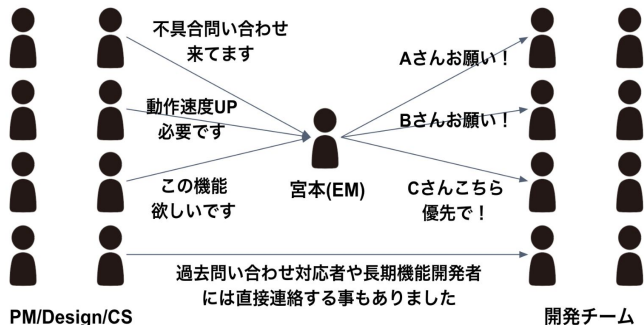 不具合問い合わせ
来てます
動作速度UP
必要です
この機能
欲しいです
宮本(EM)
Aさんお願い！
Bさんお願い！
Cさんこちら
優先で！
過去問い合わせ対応者や長期機能開発者
には直接連絡する事もありました
PM/Design/CS
開発チーム